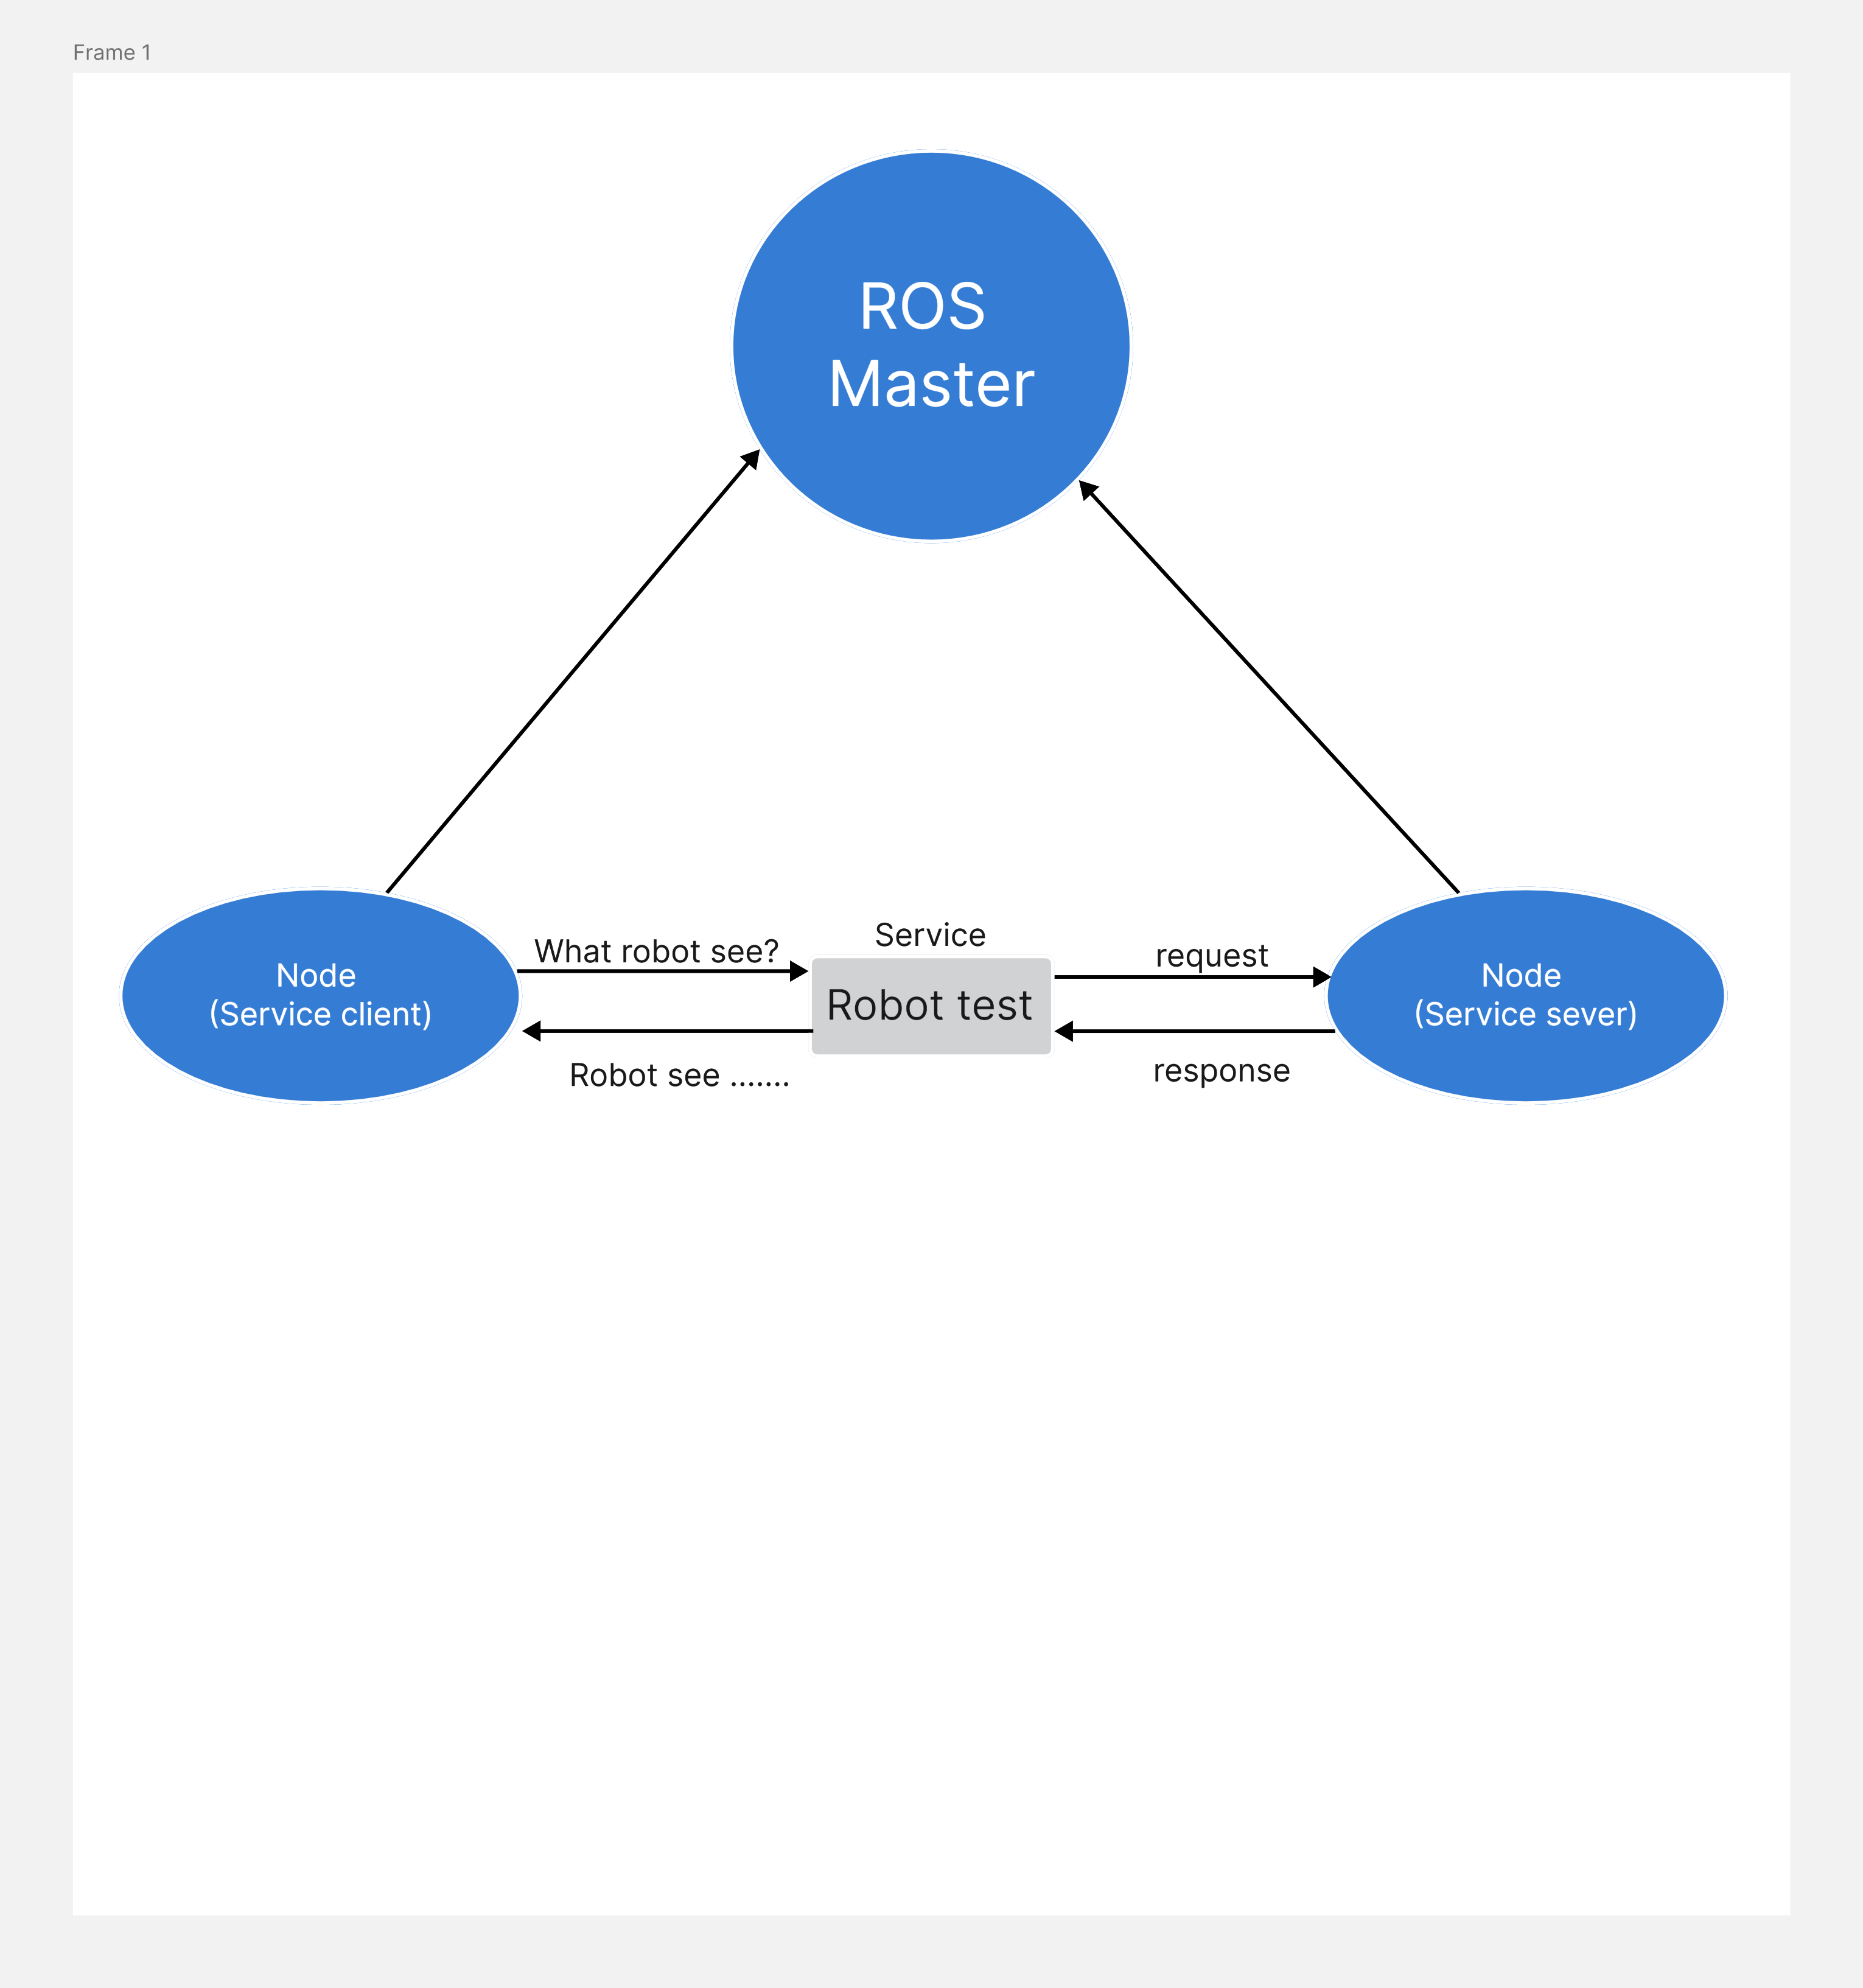 Frame 1
ROS
Master
Service
What robot see?
request
Node
(Service client)
Robot test
Node
(Service sever)
Robot see .......
response